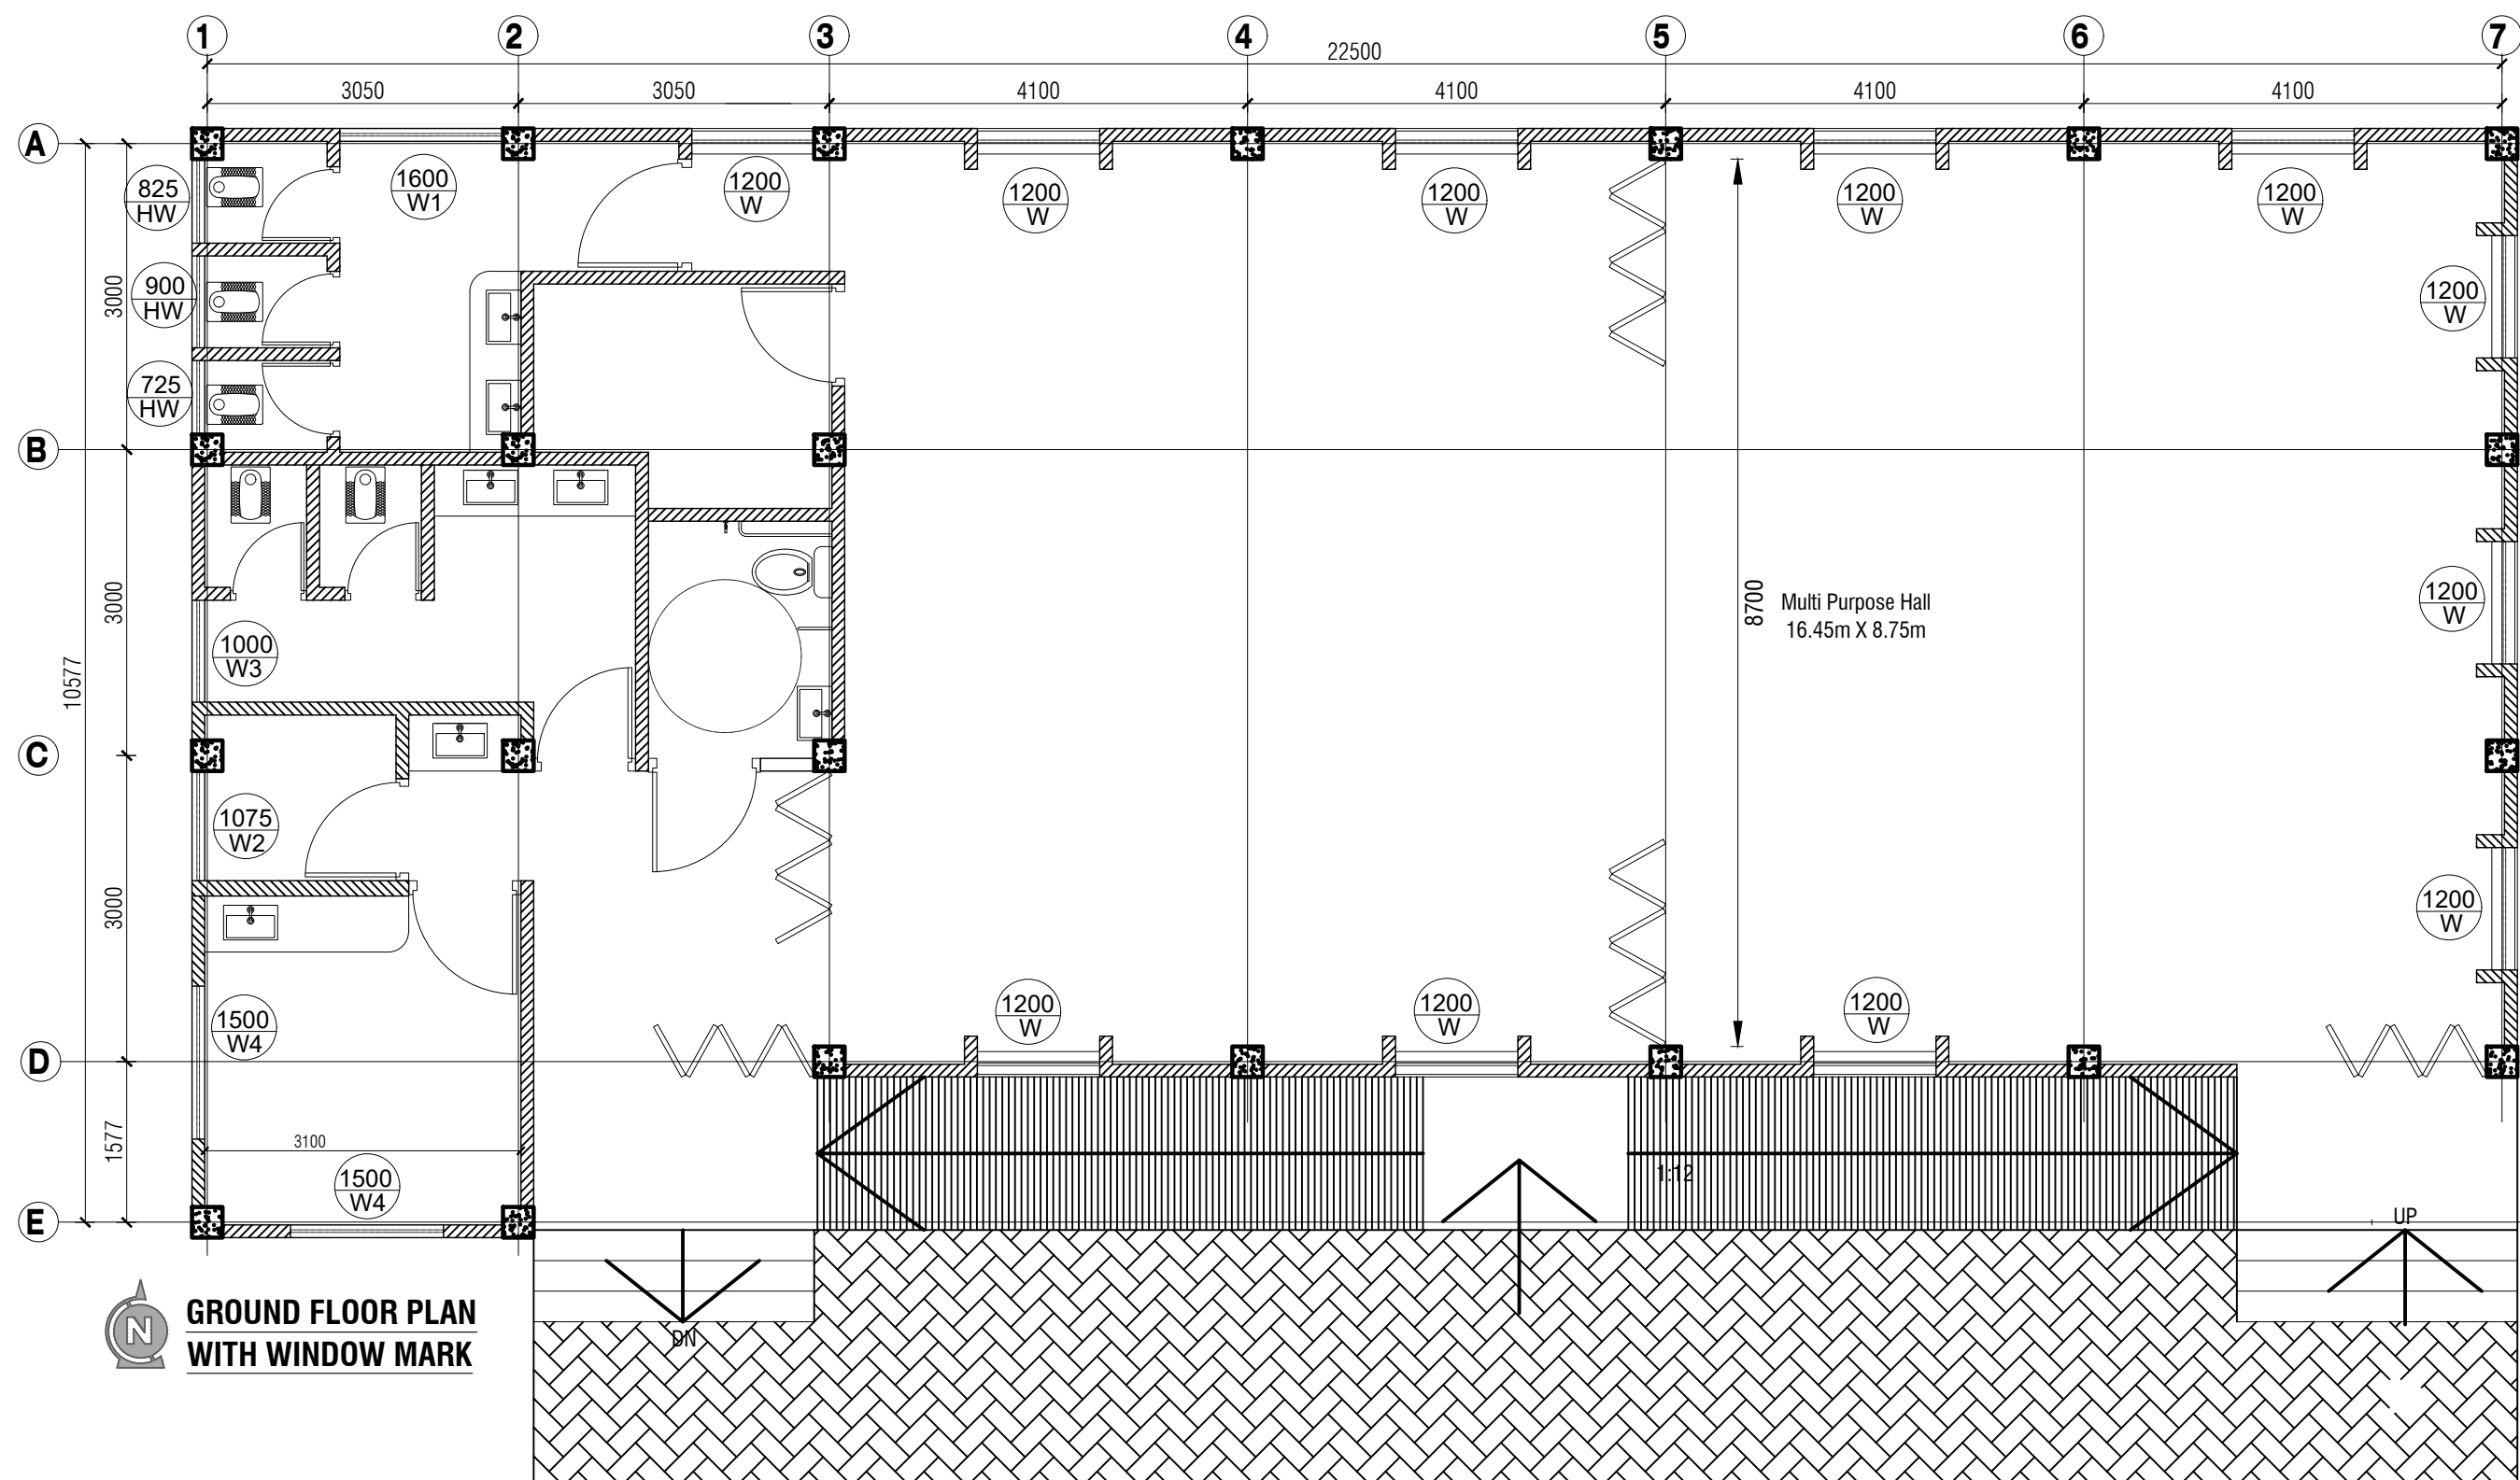 1 2 3 4 5 6 7
22500
3050 3050 4100 4100 4100 4100
A
825
HW
1600
W1
1200
W
1200
W
1200
W
1200
W
1200
W
900
HW
3000
1200
W
725
HW
B
3000
8700
Multi Purpose Hall
16.45m X 8.75m
1200
W
1000
W3
10577
C
1075
W2
3000
1200
W
1500
W4
1200
W
1200
W
1200
W
D
1577
3100
1500
W4
1:12
E
UP
DN
N
GROUND FLOOR PLAN
WITH WINDOW MARK